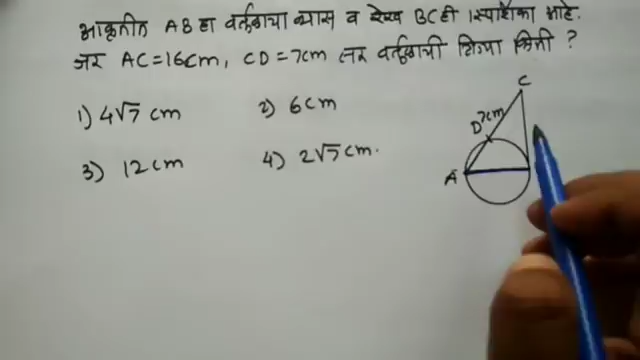 आकृतीत AB हा वर्तुळाचा व्यास व रेख BC ही स्पर्शिका आहे.
जर AC=16cm, CD=7cm तर वर्तुळाची त्रिज्या किती ?
1) 4√7 cm 2) 6cm
3) 12cm 4) 2√7 cm.
C
7cm
D
A